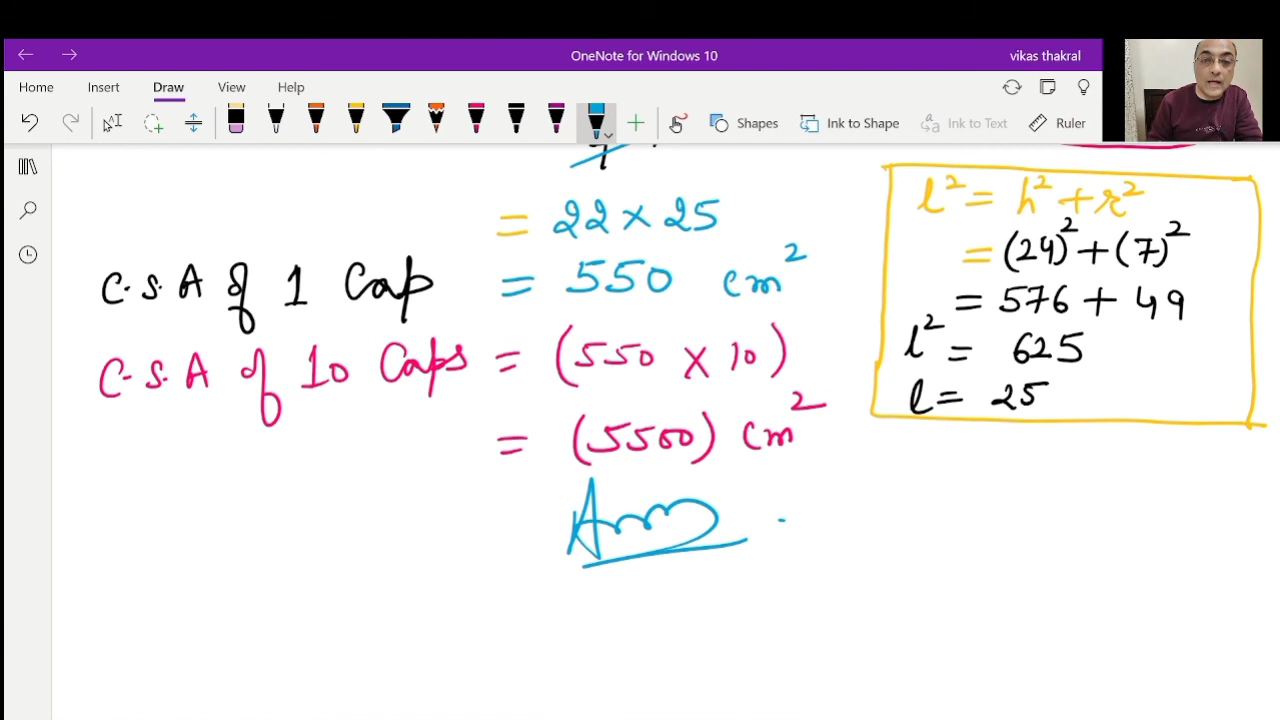 OneNote for Windows 10
vikas thakral
Home Insert Draw View Help
Shapes Ink to Shape Ink to Text Ruler
= 22 × 25
C.S.A of 1 Cap = 550 cm²
C.S.A of 10 Caps = (550 × 10)
= (5500) cm²
Ans
l² = h² + r²
= (24)² + (7)²
= 576 + 49
l² = 625
l = 25